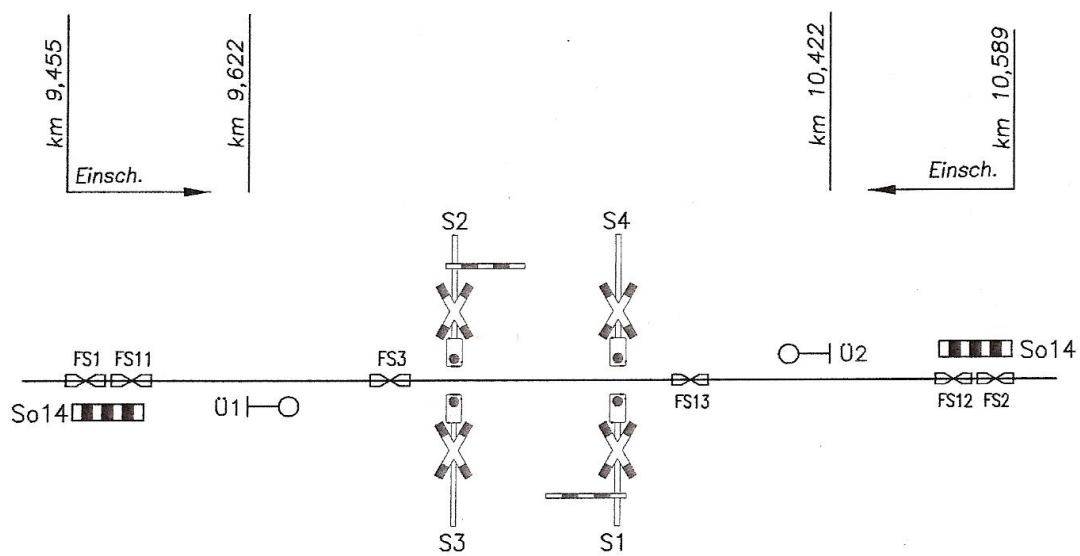 km 9,455
km 9,622
km 10,422
km 10,589
Einsch.
Einsch.
S2
S4
FS1
FS11
FS3
Ü2
So14
So14
Ü1
FS13
FS12
FS2
S3
S1